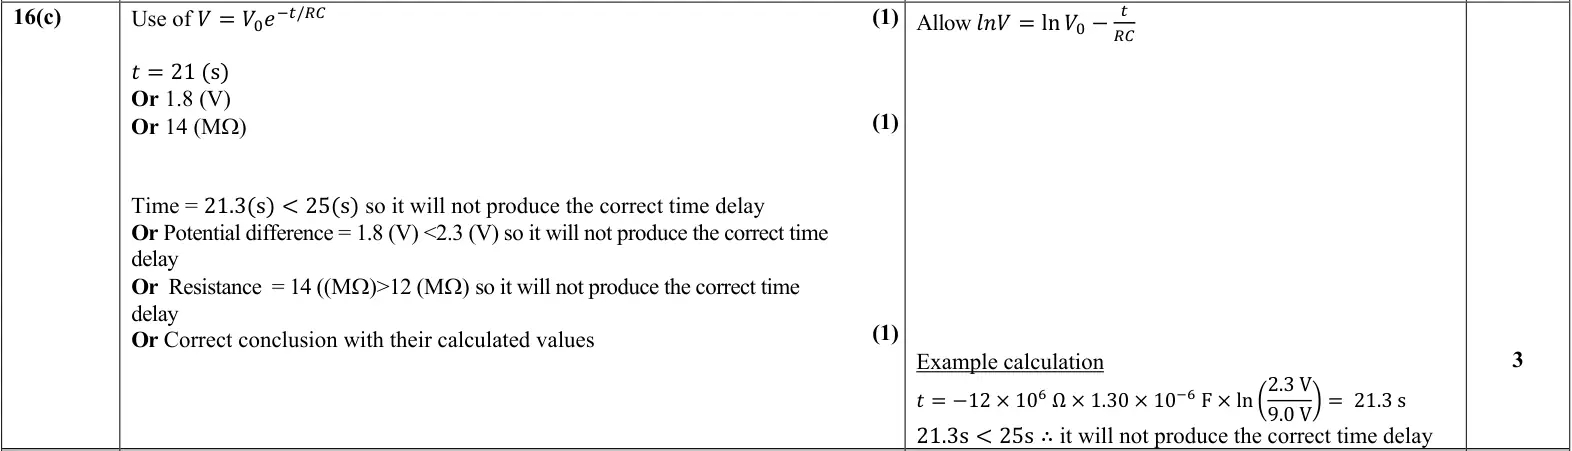 16(c) Use of V = V₀e^(−t/RC) (1) Allow lnV = ln V₀ − t/RC
t = 21 (s)
Or 1.8 (V)
Or 14 (MΩ) (1)
Time = 21.3(s) < 25(s) so it will not produce the correct time delay
Or Potential difference = 1.8 (V) <2.3 (V) so it will not produce the correct time
delay
Or Resistance = 14 ((MΩ)>12 (MΩ) so it will not produce the correct time
delay
Or Correct conclusion with their calculated values (1)
Example calculation 3
t = −12 × 10⁶ Ω × 1.30 × 10⁻⁶ F × ln (2.3 V/9.0 V) = 21.3 s
21.3s < 25s ∴ it will not produce the correct time delay